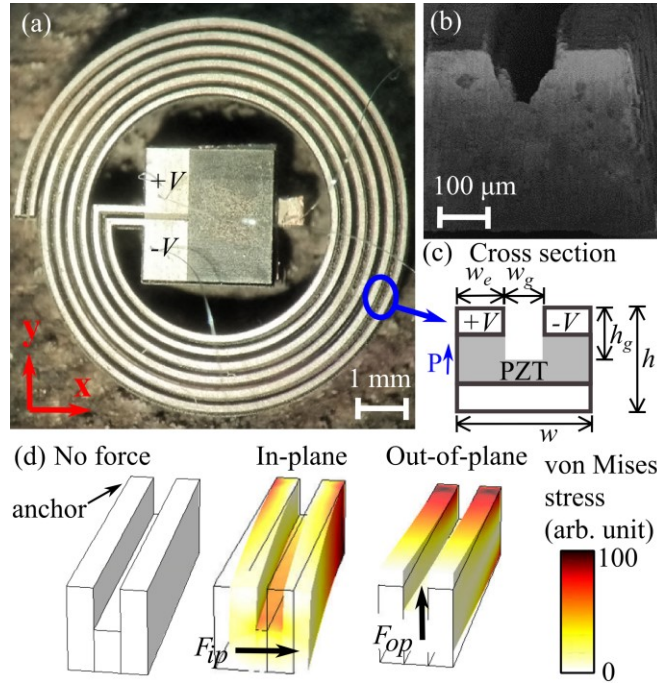 (a)
+V
-V
y
x
1 mm
(b)
100 μm
(c) Cross section
w_e w_g
+V -V
h_g
h
P
PZT
w
(d) No force
In-plane
Out-of-plane
anchor
F_ip
F_op
von Mises
stress
(arb. unit)
100
0